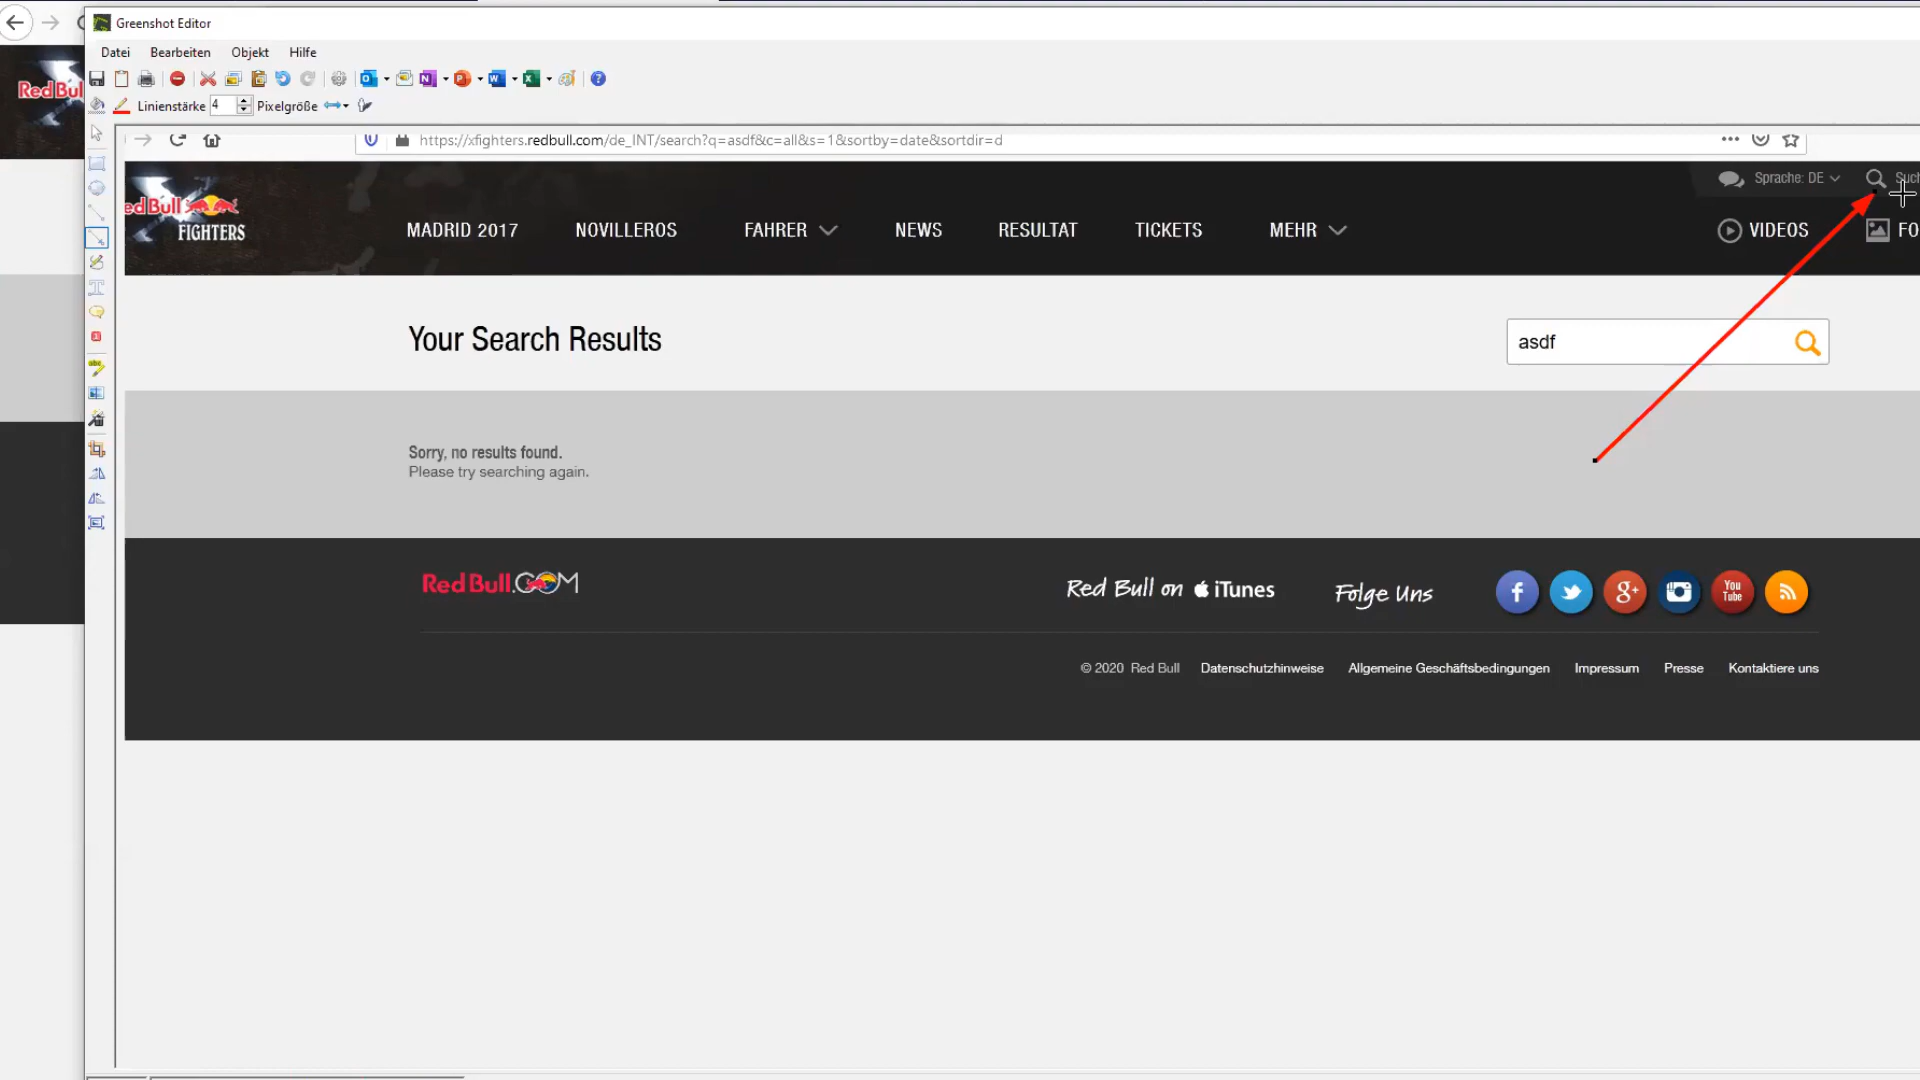 Greenshot Editor
Datei Bearbeiten Objekt Hilfe
Linienstärke 4 Pixelgröße
https://xfighters.redbull.com/de_INT/search?q=asdf&c=all&s=1&sortby=date&sortdir=d
Sprache: DE
FIGHTERS
MADRID 2017 NOVILLEROS FAHRER NEWS RESULTAT TICKETS MEHR VIDEOS
Your Search Results
asdf
Sorry, no results found.
Please try searching again.
Red Bull.COM
Red Bull on iTunes
Folge Uns
You Tube
© 2020 Red Bull Datenschutzhinweise Allgemeine Geschäftsbedingungen Impressum Presse Kontaktiere uns